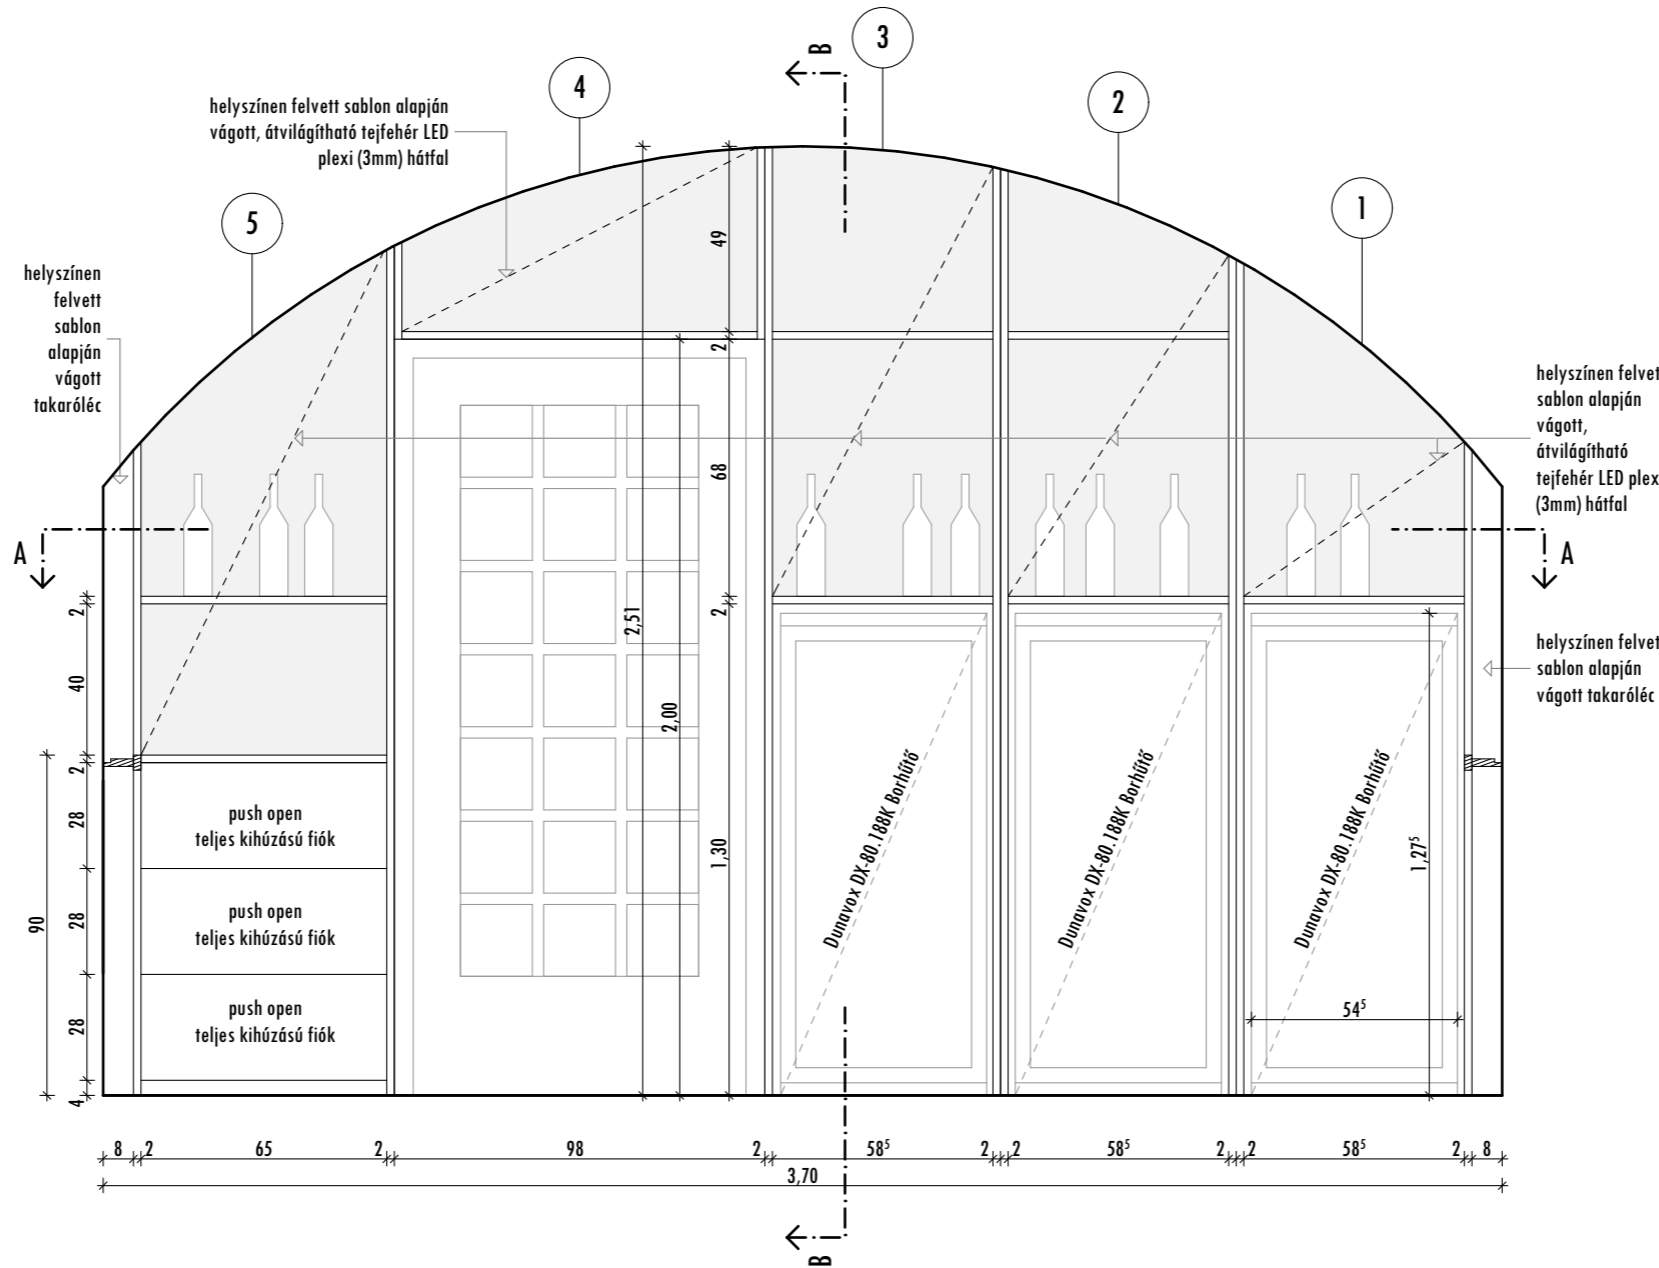 B
3
4
2
helyszínen felvett sablon alapján
vágott, átvilágítható tejfehér LED
plexi (3mm) hátfal
5
1
helyszínen
felvett
sablon
alapján
vágott
takaróléc
49
2
68
2
1,30
2,51
2,00
helyszínen felvet
sablon alapján
vágott,
átvilágítható
tejfehér LED plex
(3mm) hátfal
A
A
helyszínen felvet
sablon alapján
vágott takaróléc
2
40
2
28
28
28
4
90
push open
teljes kihúzású fiók
push open
teljes kihúzású fiók
push open
teljes kihúzású fiók
Dunavox DX-80.188K Borhűtő
Dunavox DX-80.188K Borhűtő
Dunavox DX-80.188K Borhűtő
1,27⁵
54⁵
8 2 65 2 98 2 58⁵ 2 2 58⁵ 2 2 58⁵ 2 8
3,70
B